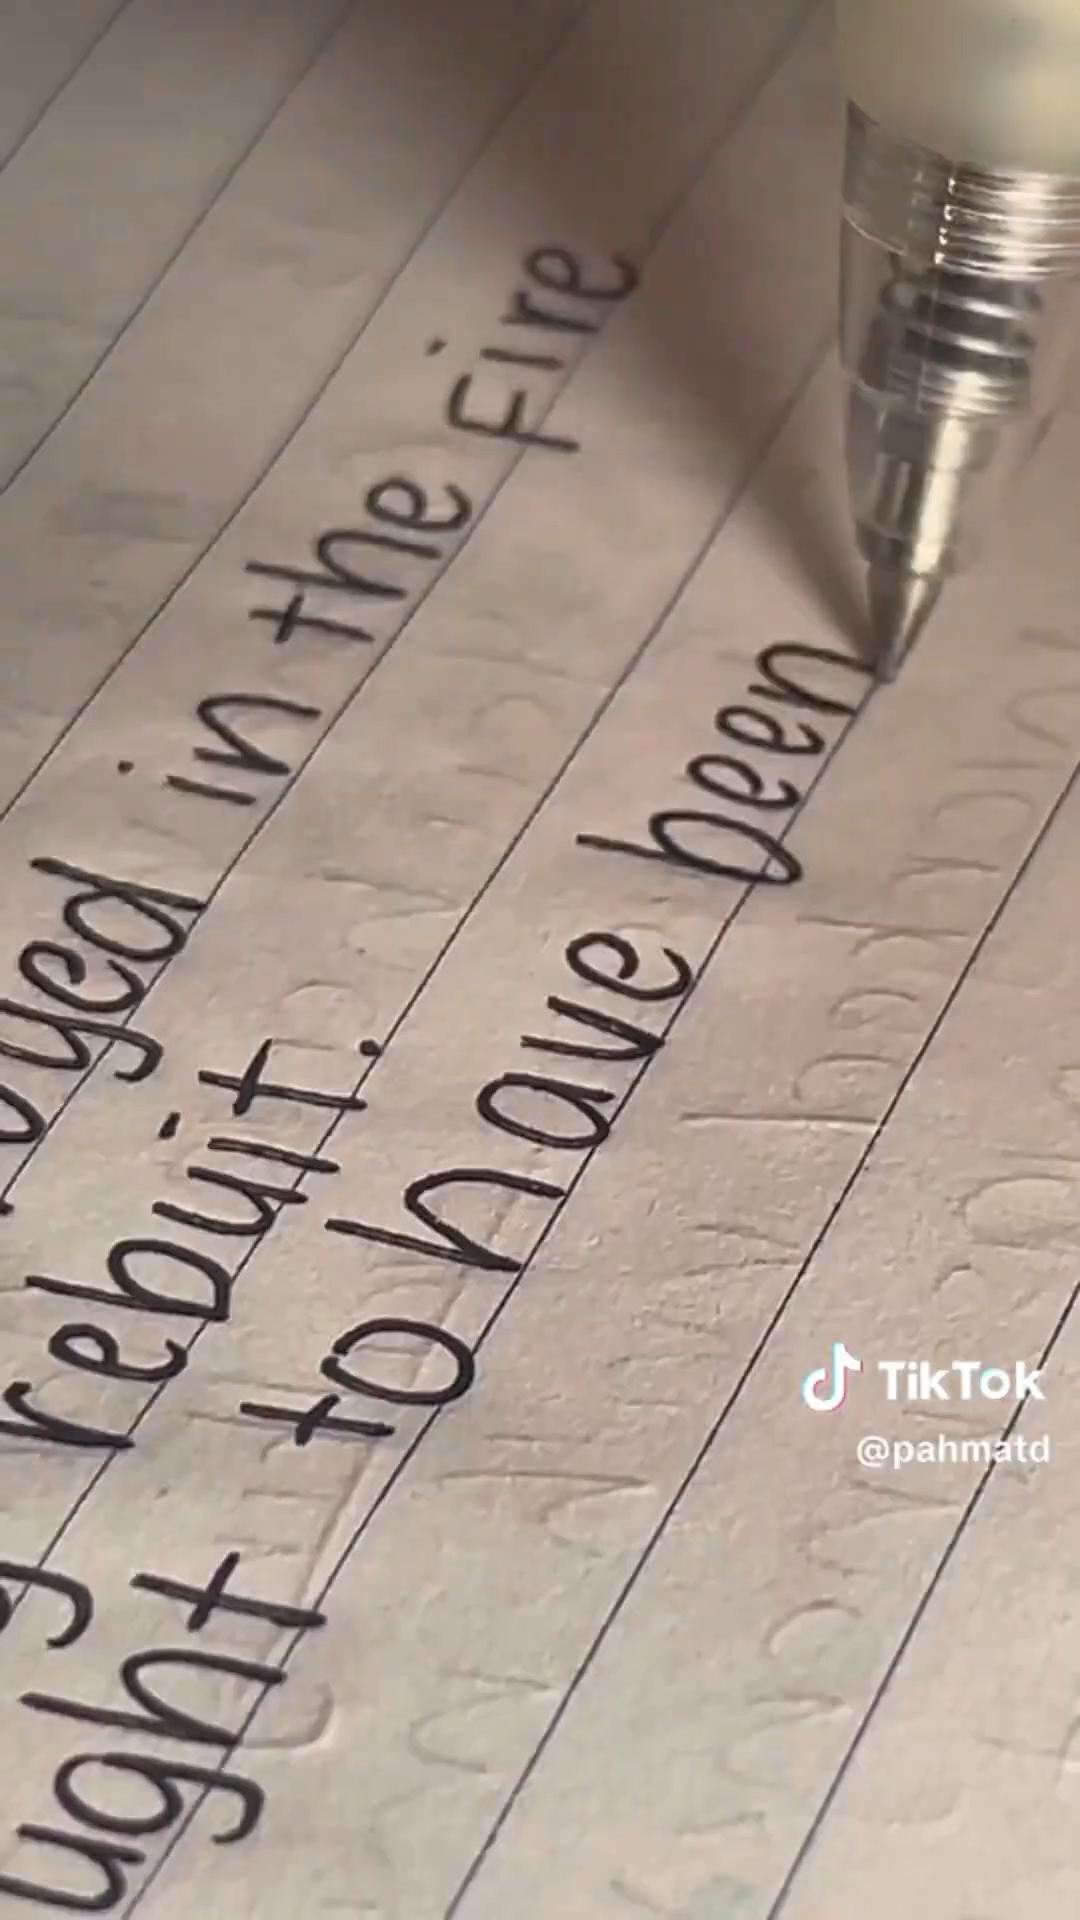 yed in the Fire
rebuit.
ught to have been
TikTok
@pahmatd